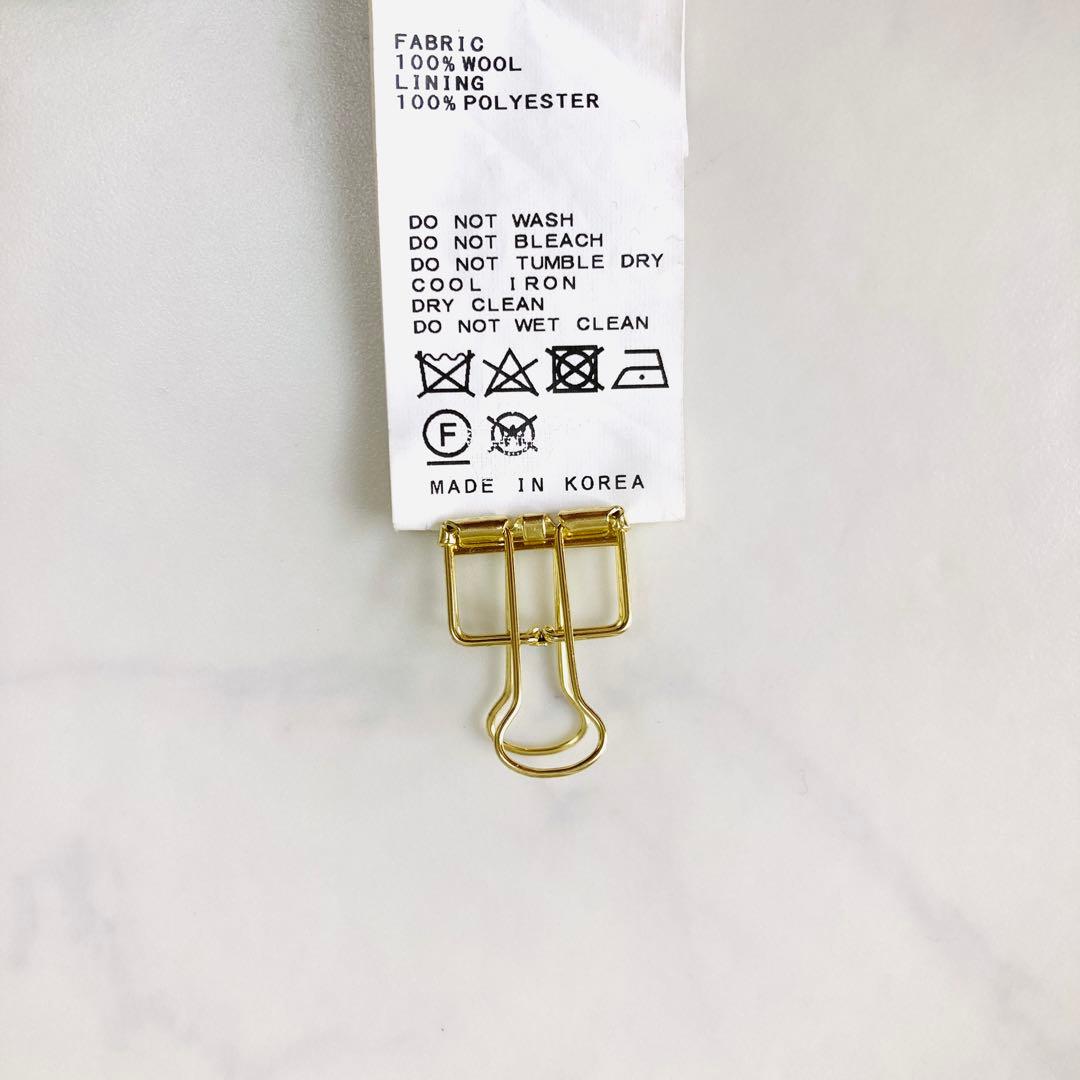 FABRIC
100% WOOL
LINING
100% POLYESTER
DO NOT WASH
DO NOT BLEACH
DO NOT TUMBLE DRY
COOL IRON
DRY CLEAN
DO NOT WET CLEAN
F
MADE IN KOREA